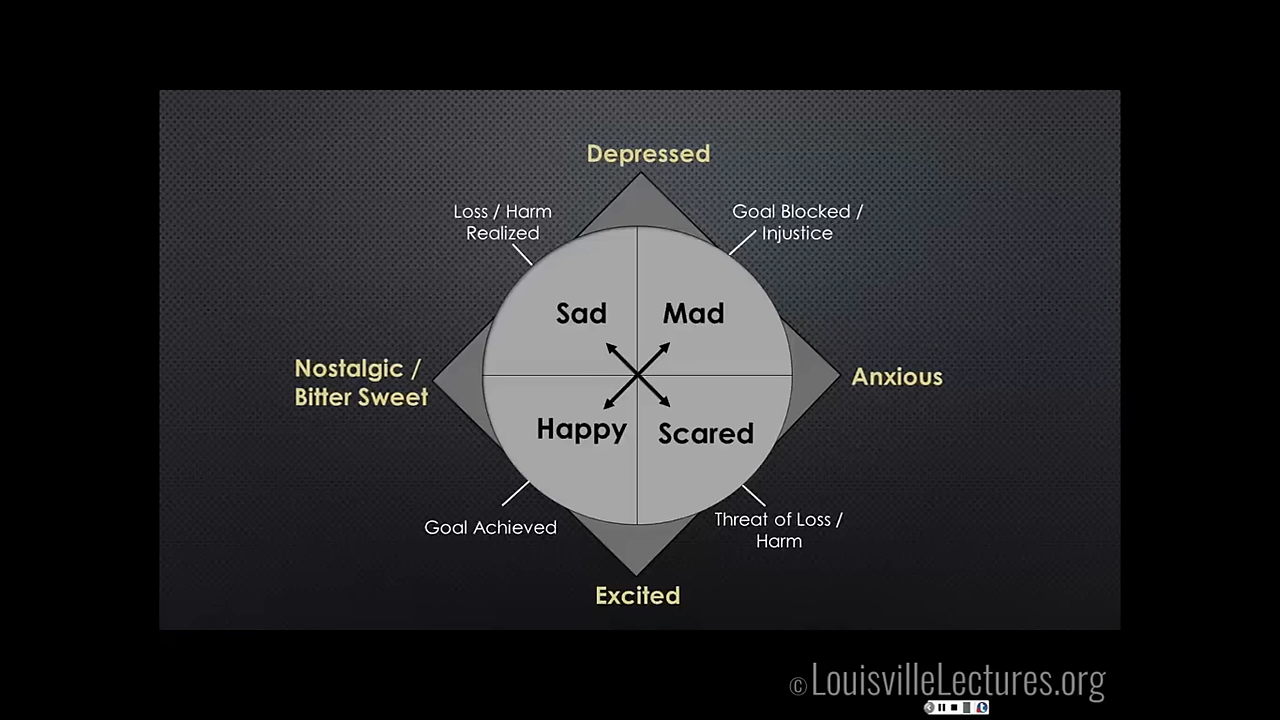 Depressed
Loss / Harm
Realized
Goal Blocked /
Injustice
Sad
Mad
Nostalgic /
Bitter Sweet
Anxious
Happy
Scared
Goal Achieved
Threat of Loss /
Harm
Excited
© LouisvilleLectures.org